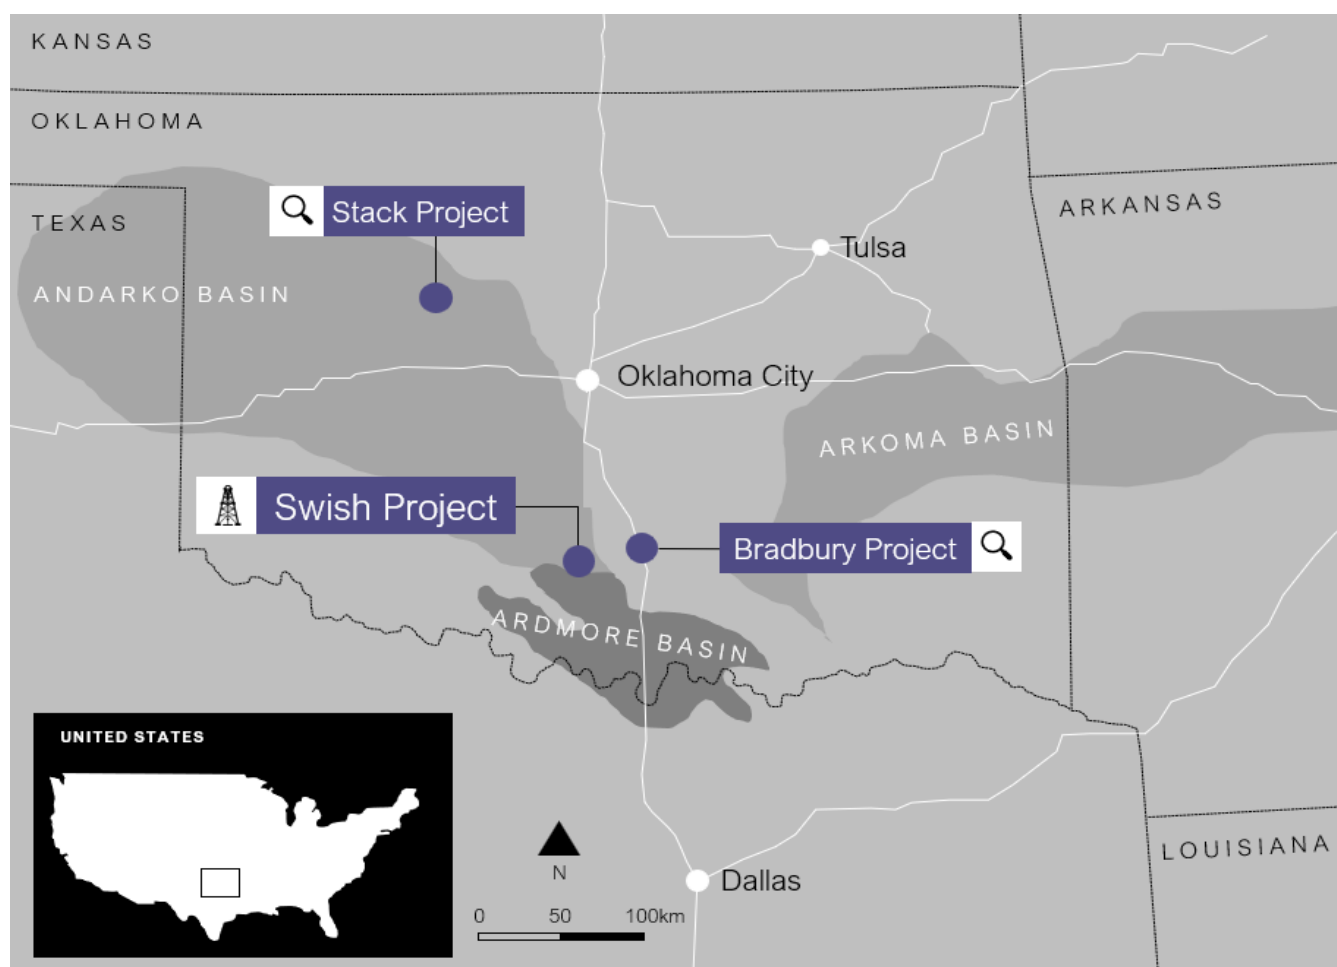 KANSAS
OKLAHOMA
TEXAS
Stack Project
ARKANSAS
Tulsa
ANDARKO BASIN
Oklahoma City
ARKOMA BASIN
Swish Project
Bradbury Project
ARDMORE BASIN
UNITED STATES
N
Dallas
LOUISIANA
0 50 100km